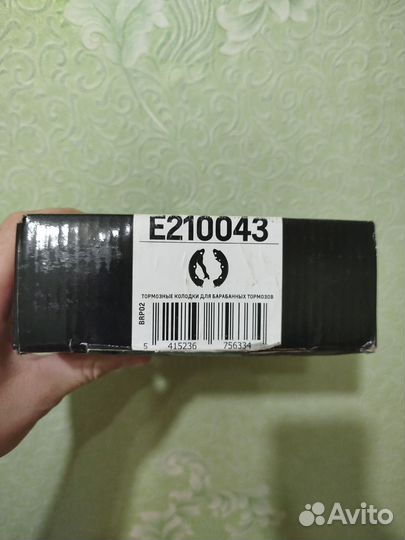 E210043
ТОРМОЗНЫЕ КОЛОДКИ ДЛЯ БАРАБАННЫХ ТОРМОЗОВ
BRP02
5 415236 756334
Avito